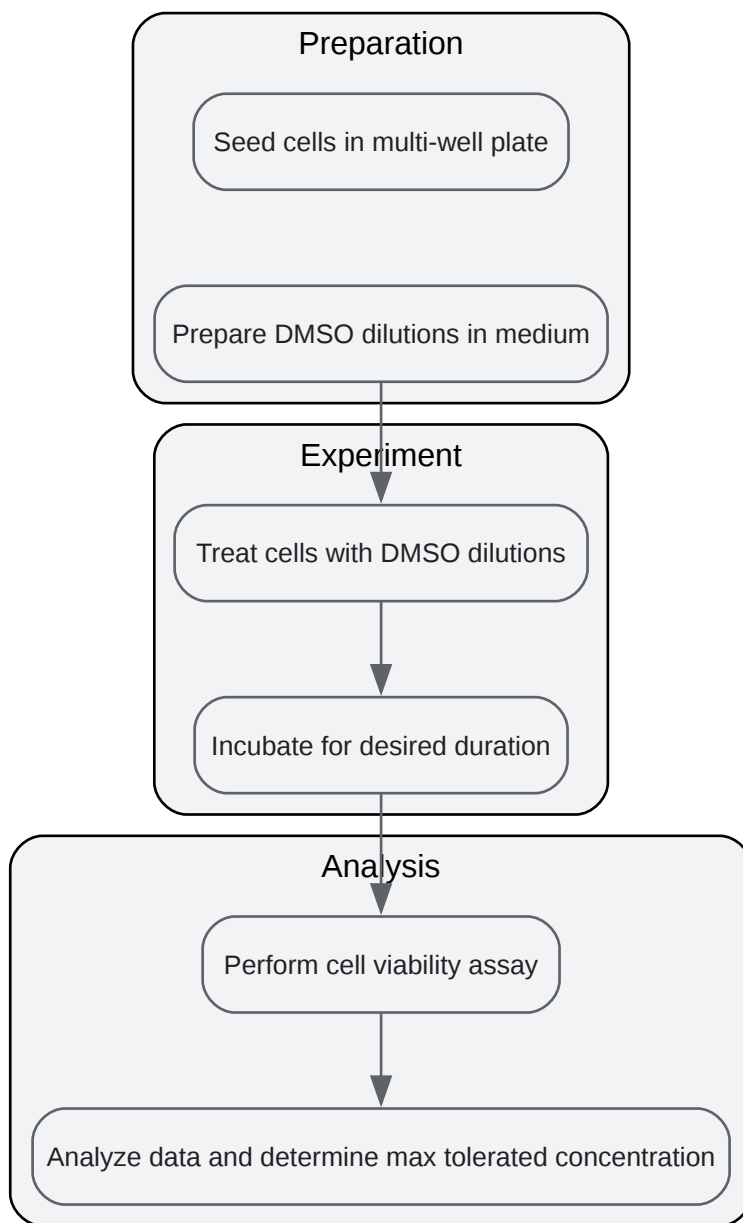 Preparation
Seed cells in multi-well plate
Prepare DMSO dilutions in medium
Experiment
Treat cells with DMSO dilutions
Incubate for desired duration
Analysis
Perform cell viability assay
Analyze data and determine max tolerated concentration